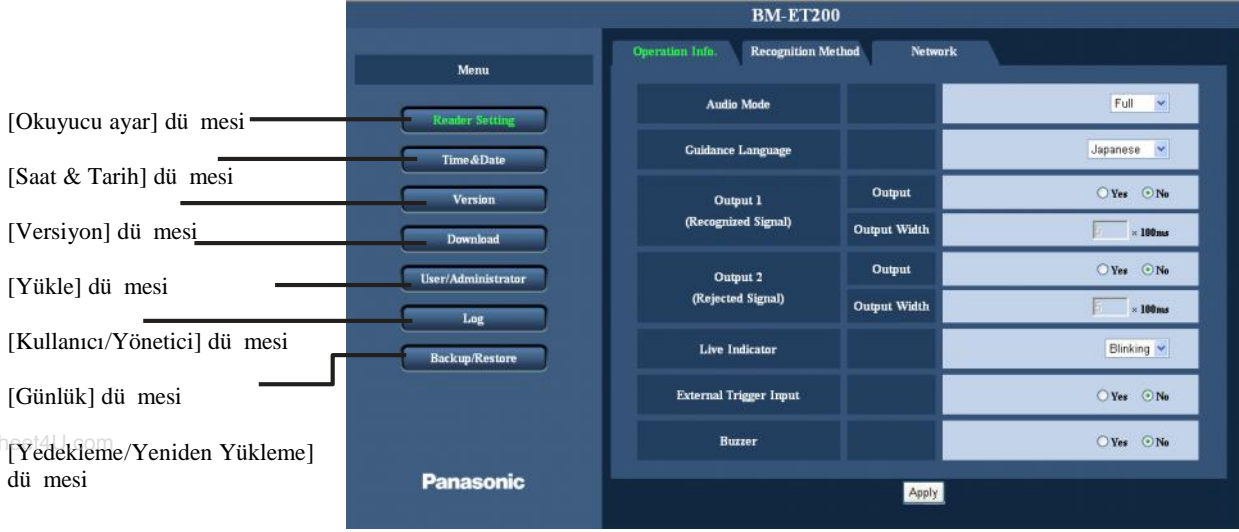 BM-ET200
Menu
Reader Setting
Time&Date
Version
Download
User/Administrator
Log
Backup/Restore
Panasonic
[Okuyucu ayar] dü mesi
[Saat & Tarih] dü mesi
[Versiyon] dü mesi
[Yükle] dü mesi
[Kullanıcı/Yönetici] dü mesi
[Günlük] dü mesi
[Yedekleme/Yeniden Yükleme]
dü mesi
Operation Info. Recognition Method Network
Audio Mode Full
Guidance Language Japanese
Output 1
(Recognized Signal)
Output Yes No
Output Width × 100ms
Output 2
(Rejected Signal)
Output Yes No
Output Width × 100ms
Live Indicator Blinking
External Trigger Input Yes No
Buzzer Yes No
Apply